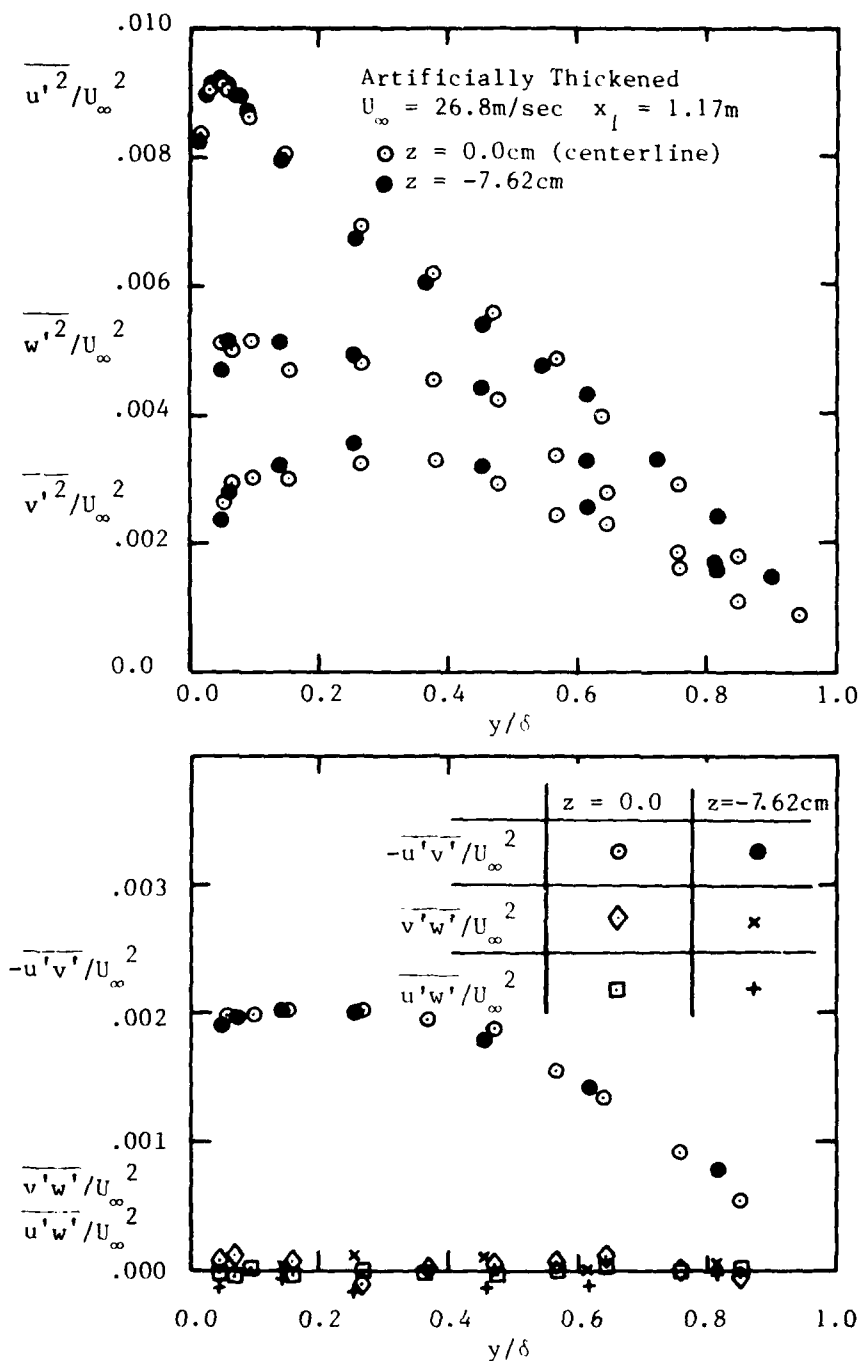 .010
u'²/U∞²
Artificially Thickened
U∞ = 26.8m/sec x₁ = 1.17m
⊙ z = 0.0cm (centerline)
● z = -7.62cm
.008
.006
w'²/U∞²
.004
v'²/U∞²
.002
0.0
0.0 0.2 0.4 0.6 0.8 1.0
y/δ
z = 0.0 z=-7.62cm
-u'v'/U∞²
v'w'/U∞²
u'w'/U∞²
.003
-u'v'/U∞²
.002
.001
v'w'/U∞²
u'w'/U∞²
.000
0.0 0.2 0.4 0.6 0.8 1.0
y/δ